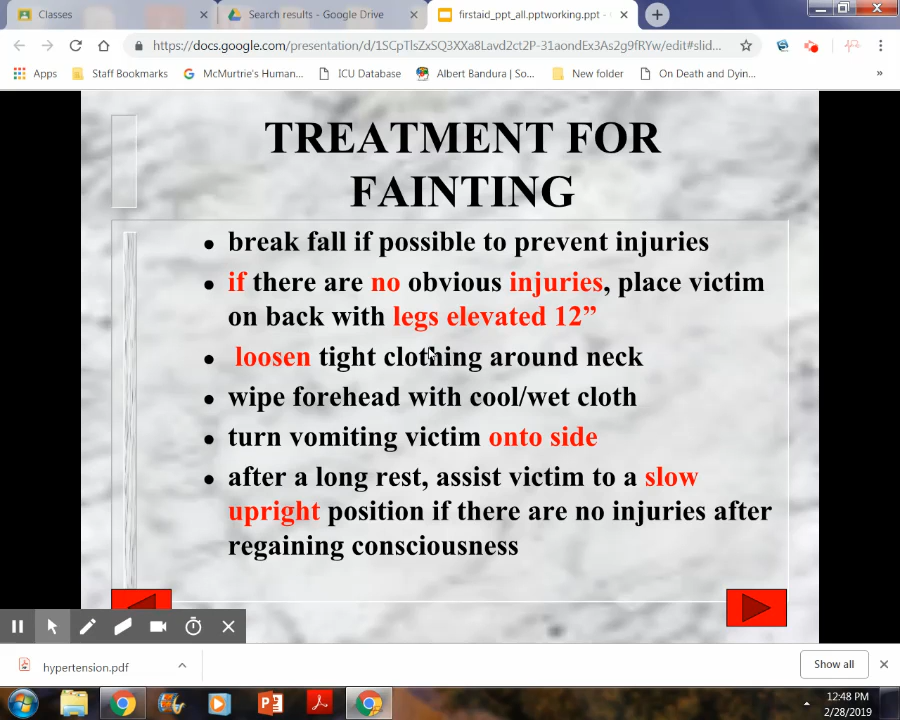 Classes
Search results - Google Drive
firstaid_ppt_all.pptworking.ppt -
https://docs.google.com/presentation/d/1SCpTlsZxSQ3XXa8Lavd2ct2P-31aondEx3As2g9fRYw/edit#slid...
Apps
Staff Bookmarks
McMurtrie's Human...
ICU Database
Albert Bandura | So...
New folder
On Death and Dyin...
»
TREATMENT FOR
FAINTING
• break fall if possible to prevent injuries
• if there are no obvious injuries, place victim
on back with legs elevated 12”
• loosen tight clothing around neck
• wipe forehead with cool/wet cloth
• turn vomiting victim onto side
• after a long rest, assist victim to a slow
upright position if there are no injuries after
regaining consciousness
hypertension.pdf
Show all
12:48 PM
2/28/2019